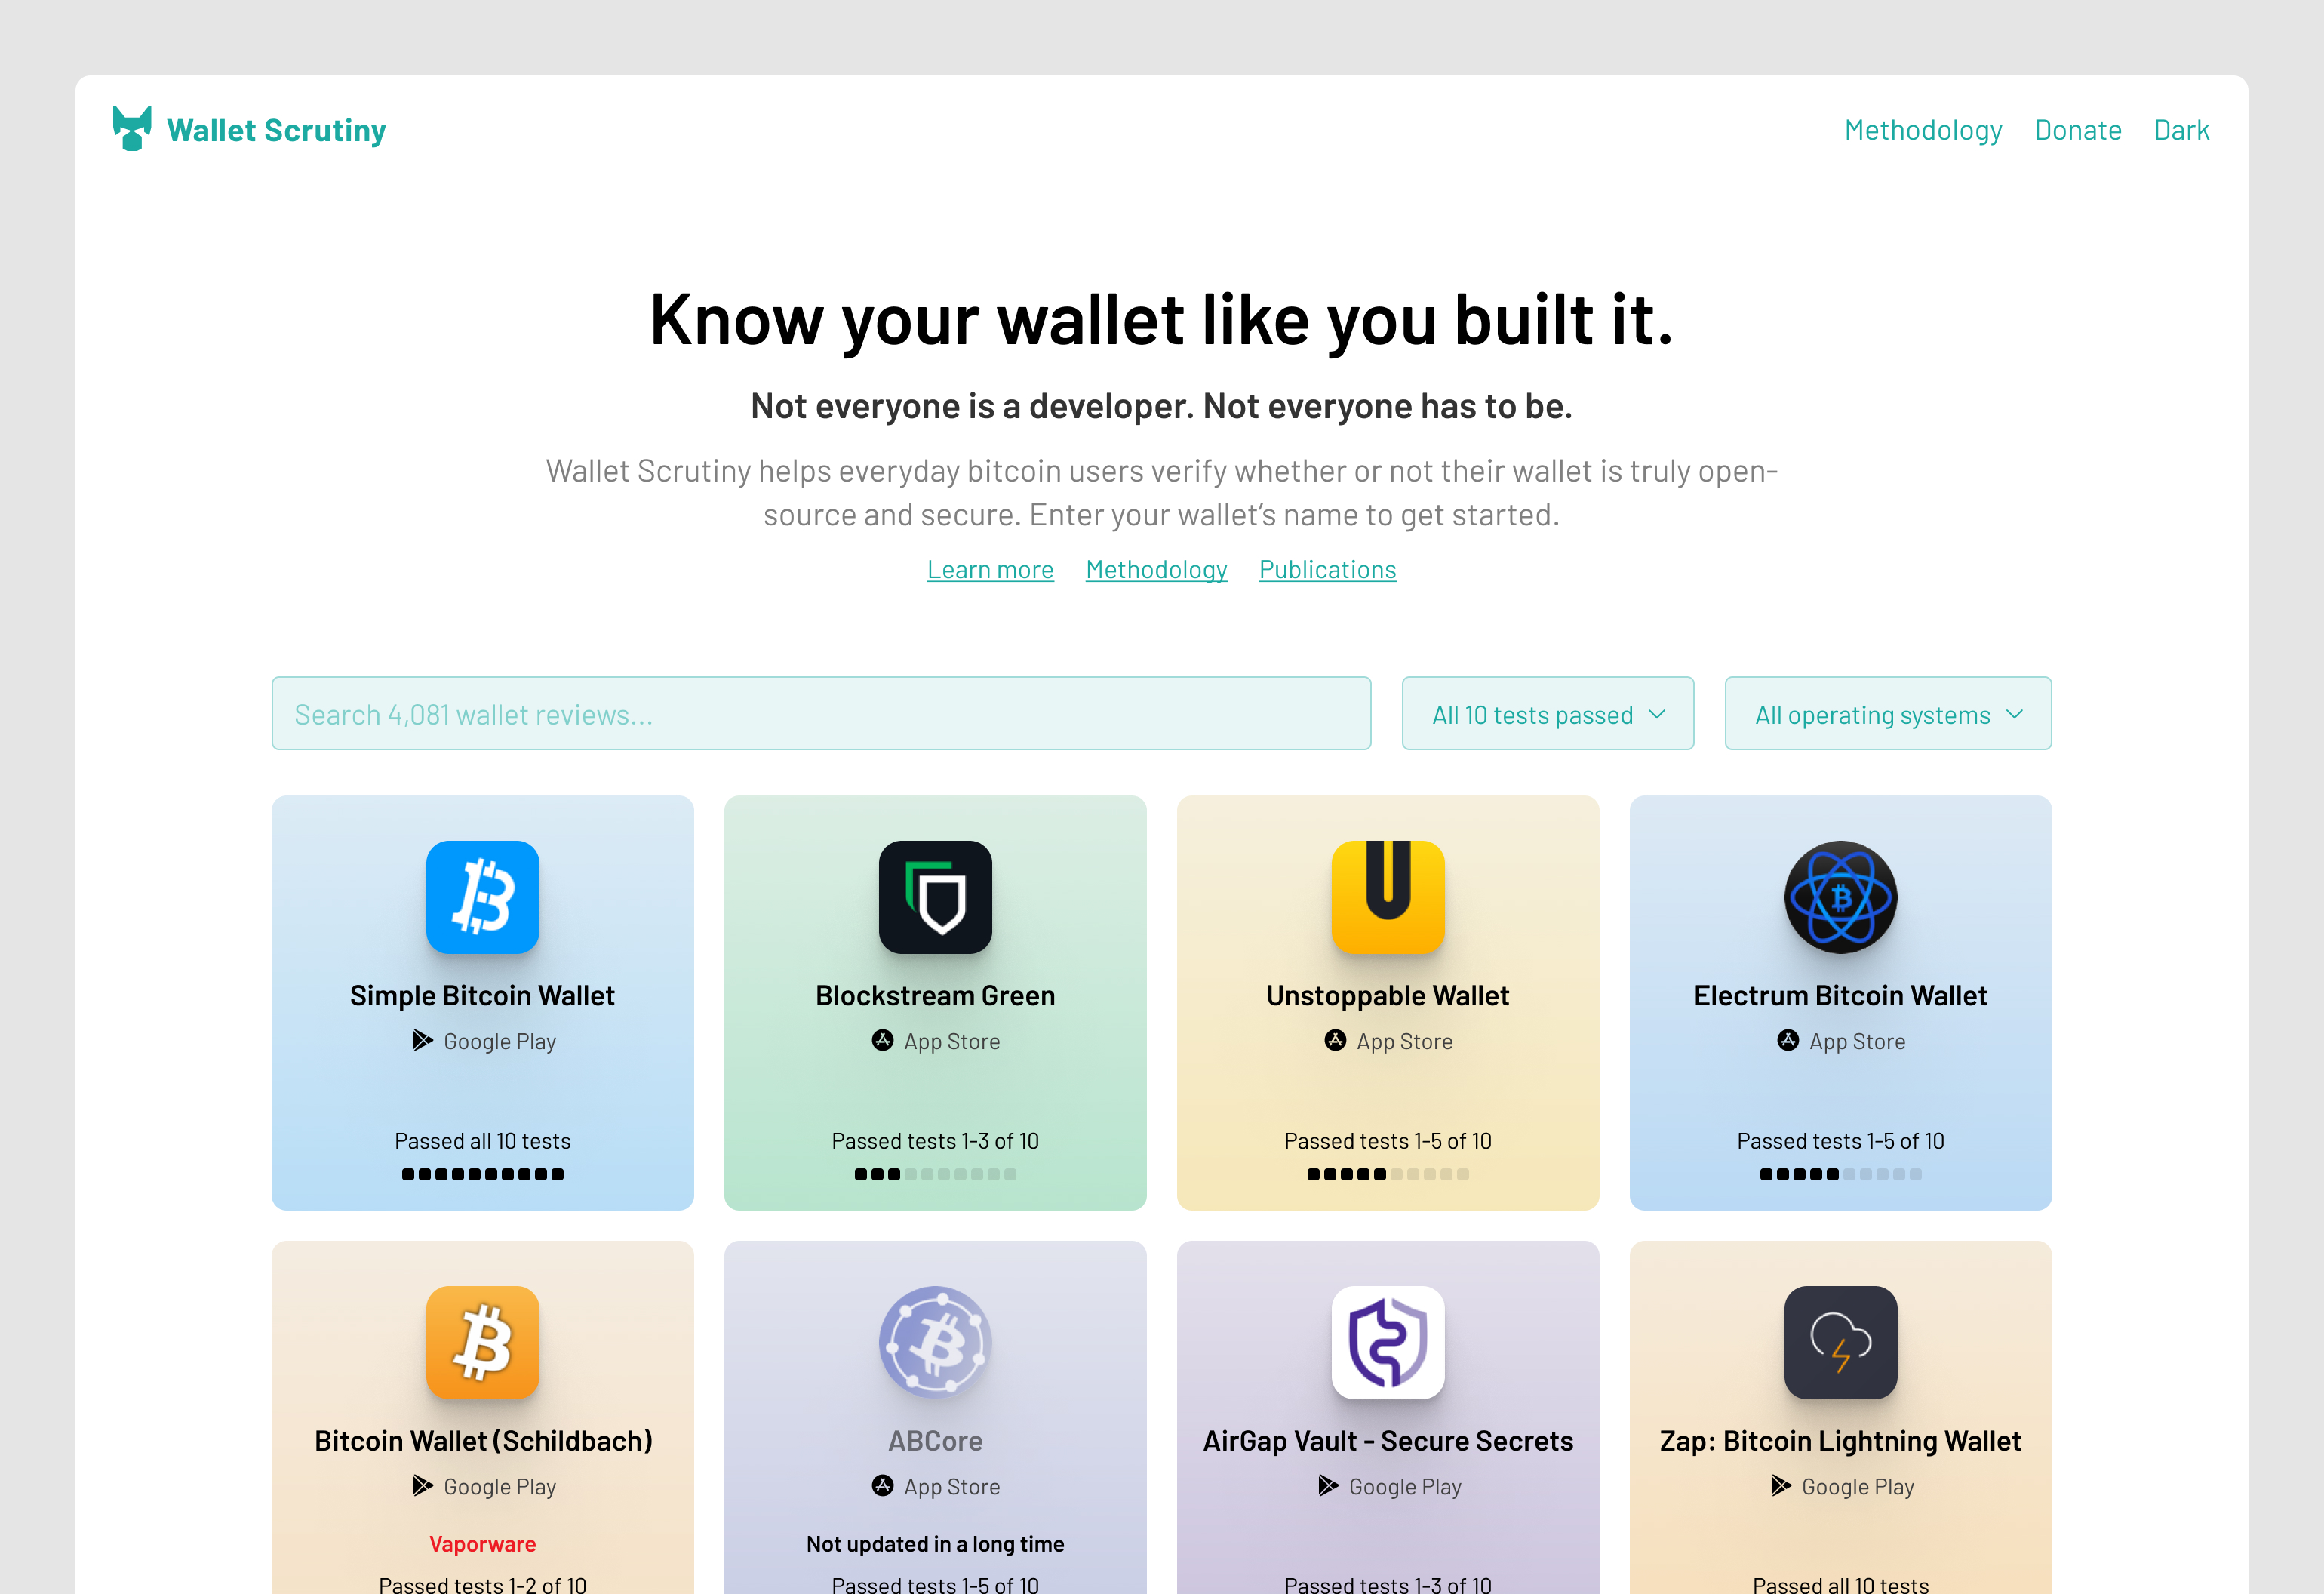 Wallet Scrutiny
Methodology Donate Dark
Know your wallet like you built it.
Not everyone is a developer. Not everyone has to be.
Wallet Scrutiny helps everyday bitcoin users verify whether or not their wallet is truly open-
source and secure. Enter your wallet’s name to get started.
Learn more Methodology Publications
Search 4,081 wallet reviews...
All 10 tests passed
All operating systems
Simple Bitcoin Wallet
Google Play
Passed all 10 tests
Blockstream Green
App Store
Passed tests 1-3 of 10
Unstoppable Wallet
App Store
Passed tests 1-5 of 10
Electrum Bitcoin Wallet
App Store
Passed tests 1-5 of 10
Bitcoin Wallet (Schildbach)
Google Play
Vaporware
Passed tests 1-2 of 10
ABCore
App Store
Not updated in a long time
Passed tests 1-5 of 10
AirGap Vault - Secure Secrets
Google Play
Passed tests 1-3 of 10
Zap: Bitcoin Lightning Wallet
Google Play
Passed all 10 tests